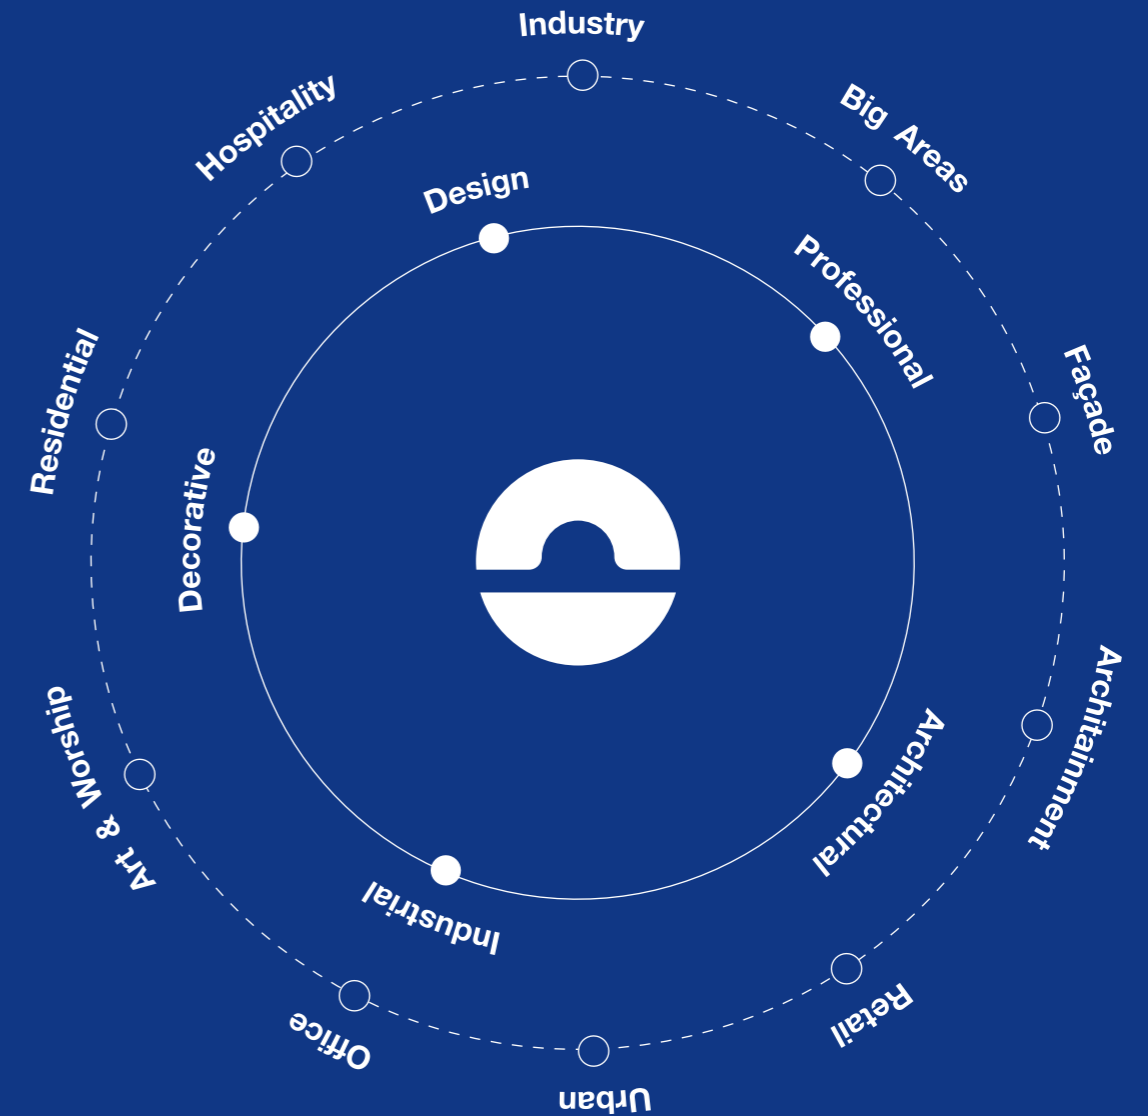 Industry
Big Areas
Façade
Architainment
Retail
Urban
Office
Art & Worship
Residential
Hospitality
Design
Professional
Architectural
Industrial
Decorative